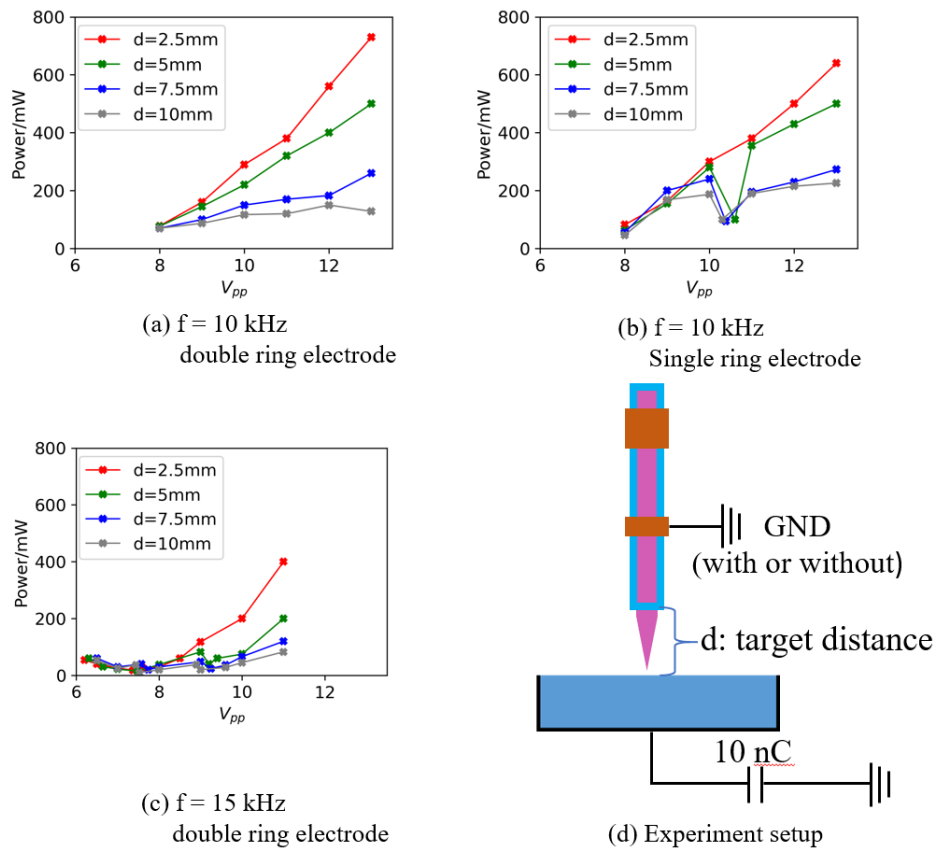 800
600
400
200
0
Power/mW
d=2.5mm
d=5mm
d=7.5mm
d=10mm
6 8 10 12
Vpp
(a) f = 10 kHz
double ring electrode
800
600
400
200
0
Power/mW
d=2.5mm
d=5mm
d=7.5mm
d=10mm
6 8 10 12
Vpp
(b) f = 10 kHz
Single ring electrode
800
600
400
200
0
Power/mW
d=2.5mm
d=5mm
d=7.5mm
d=10mm
6 8 10 12
Vpp
(c) f = 15 kHz
double ring electrode
GND
(with or without)
d: target distance
10 nC
(d) Experiment setup